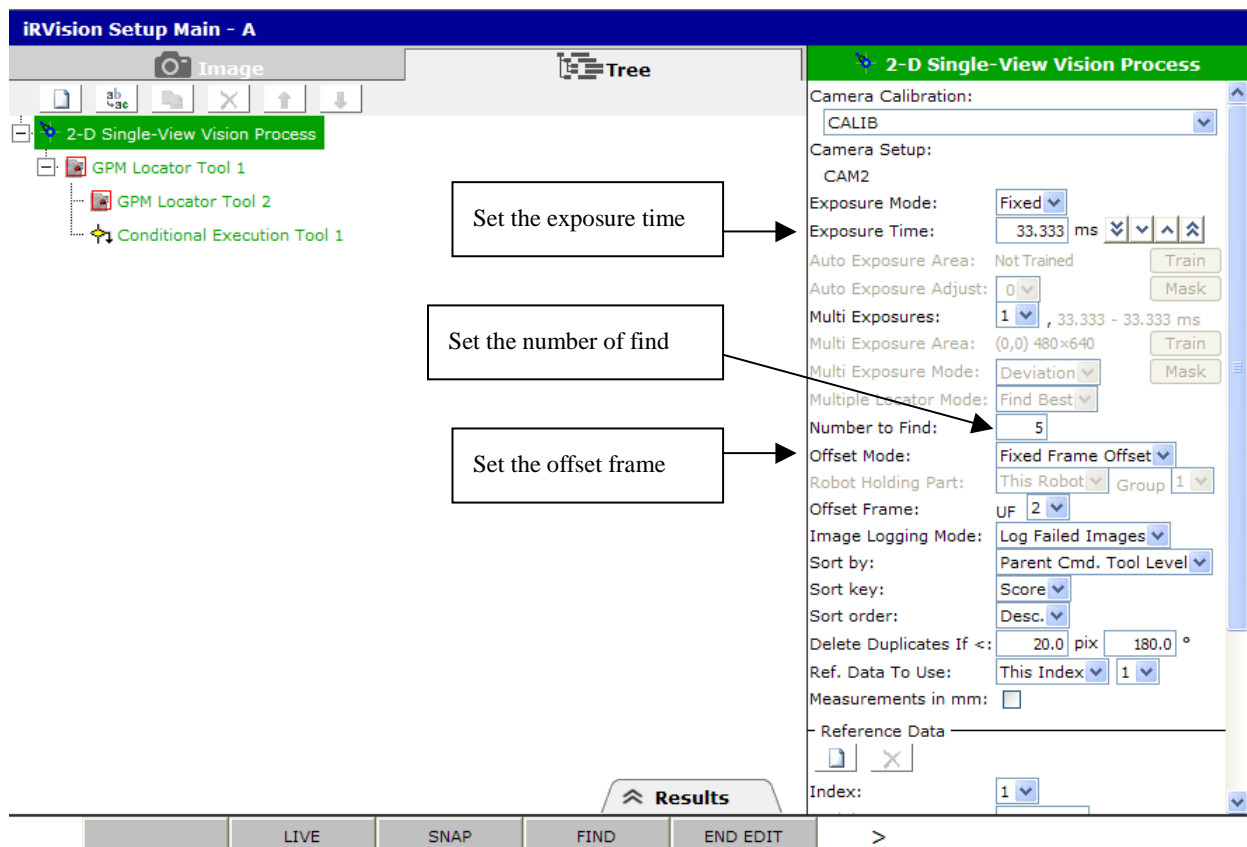 iRVision Setup Main - A
Image
Tree
2-D Single-View Vision Process
2-D Single-View Vision Process
GPM Locator Tool 1
GPM Locator Tool 2
Conditional Execution Tool 1
Set the exposure time
Set the number of find
Set the offset frame
Camera Calibration:
CALIB
Camera Setup:
CAM2
Exposure Mode: Fixed
Exposure Time: 33.333 ms
Auto Exposure Area: Not Trained Train
Auto Exposure Adjust: 0 Mask
Multi Exposures: 1 , 33.333 - 33.333 ms
Multi Exposure Area: (0,0) 480×640 Train
Multi Exposure Mode: Deviation Mask
Multiple Locator Mode: Find Best
Number to Find: 5
Offset Mode: Fixed Frame Offset
Robot Holding Part: This Robot Group 1
Offset Frame: UF 2
Image Logging Mode: Log Failed Images
Sort by: Parent Cmd. Tool Level
Sort key: Score
Sort order: Desc.
Delete Duplicates If <: 20.0 pix 180.0 °
Ref. Data To Use: This Index 1
Measurements in mm:
Reference Data
Index: 1
Results
LIVE SNAP FIND END EDIT >